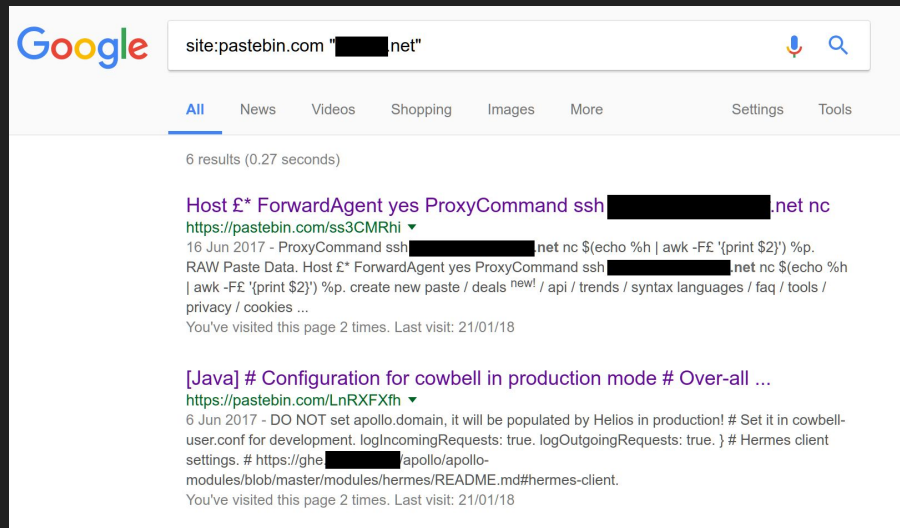 Google
site:pastebin.com ".net"
All News Videos Shopping Images More Settings Tools
6 results (0.27 seconds)
Host £* ForwardAgent yes ProxyCommand ssh .net nc
https://pastebin.com/ss3CMRhi
16 Jun 2017 - ProxyCommand ssh .net nc $(echo %h | awk -F£ '{print $2}') %p.
RAW Paste Data. Host £* ForwardAgent yes ProxyCommand ssh .net nc $(echo %h
| awk -F£ '{print $2}') %p. create new paste / deals new! / api / trends / syntax languages / faq / tools /
privacy / cookies ...
You've visited this page 2 times. Last visit: 21/01/18
[Java] # Configuration for cowbell in production mode # Over-all ...
https://pastebin.com/LnRXFXfh
6 Jun 2017 - DO NOT set apollo.domain, it will be populated by Helios in production! # Set it in cowbell-
user.conf for development. logIncomingRequests: true. logOutgoingRequests: true. } # Hermes client
settings. # https://ghe. /apollo/apollo-
modules/blob/master/modules/hermes/README.md#hermes-client.
You've visited this page 2 times. Last visit: 21/01/18